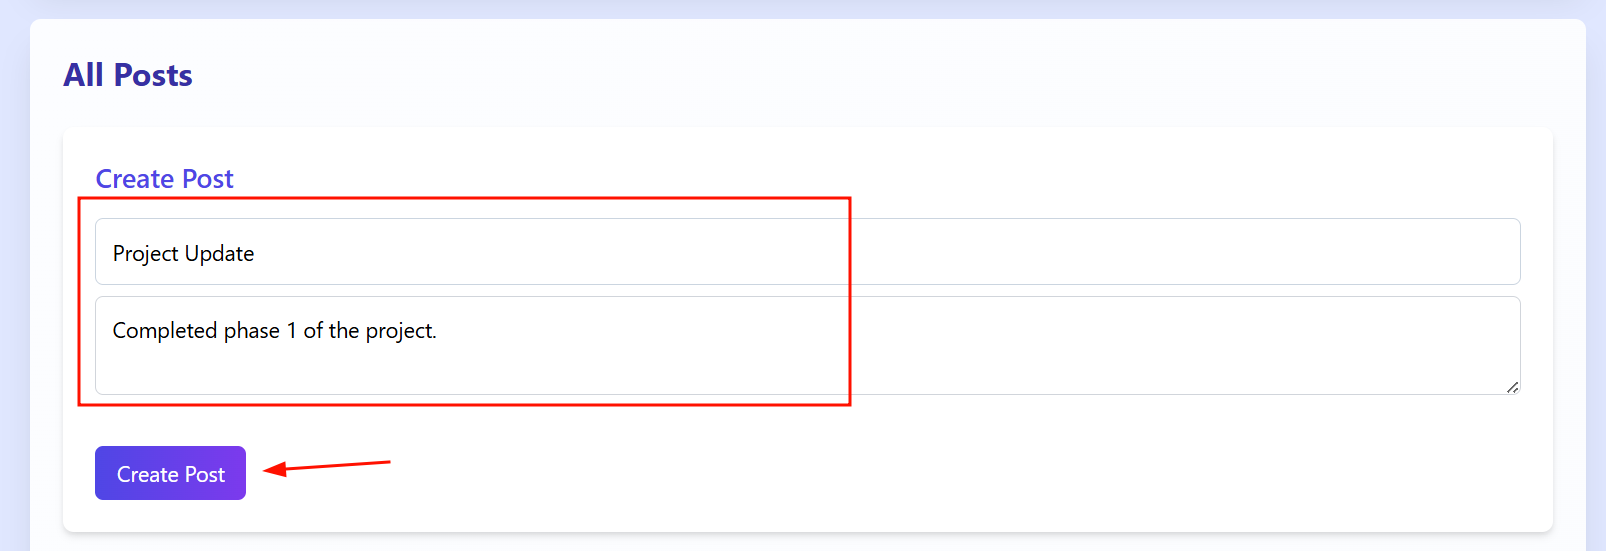 All Posts
Create Post
Project Update
Completed phase 1 of the project.
Create Post